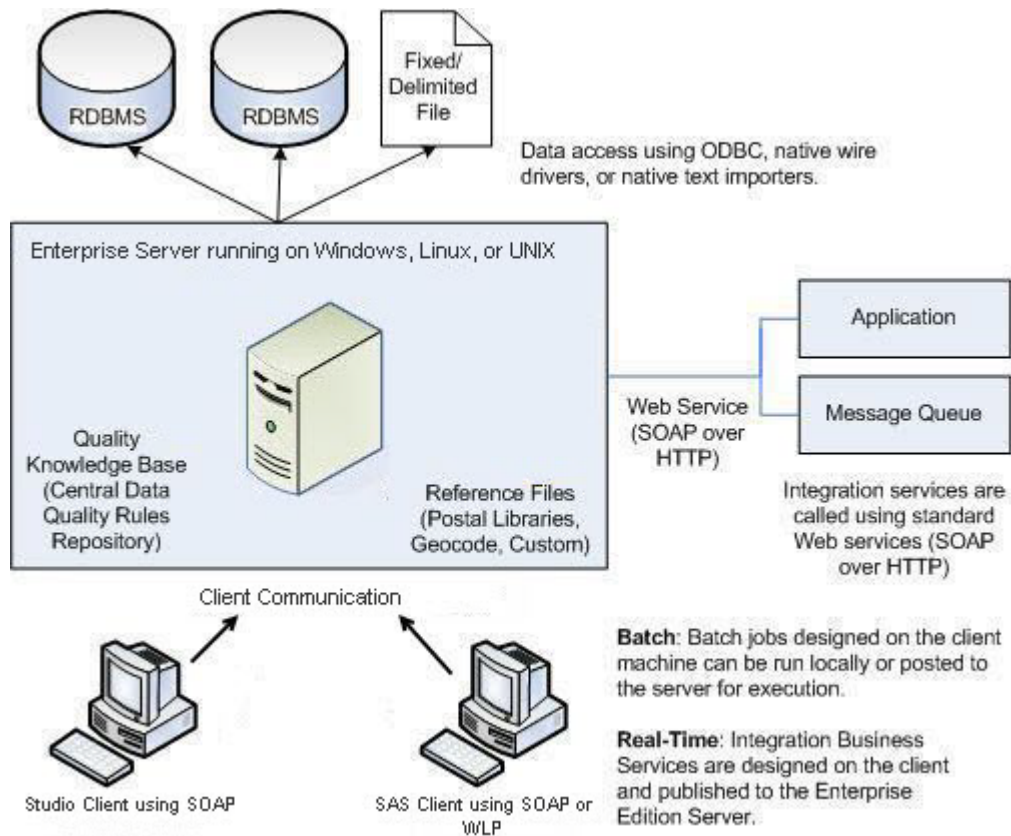 RDBMS
RDBMS
Fixed/
Delimited
File
Data access using ODBC, native wire
drivers, or native text importers.
Enterprise Server running on Windows, Linux, or UNIX
Quality
Knowledge Base
(Central Data
Quality Rules
Repository)
Reference Files
(Postal Libraries,
Geocode, Custom)
Web Service
(SOAP over
HTTP)
Application
Message Queue
Integration services are
called using standard
Web services (SOAP
over HTTP)
Client Communication
Studio Client using SOAP
SAS Client using SOAP or
WLP
Batch: Batch jobs designed on the client
machine can be run locally or posted to
the server for execution.
Real-Time: Integration Business
Services are designed on the client
and published to the Enterprise
Edition Server.